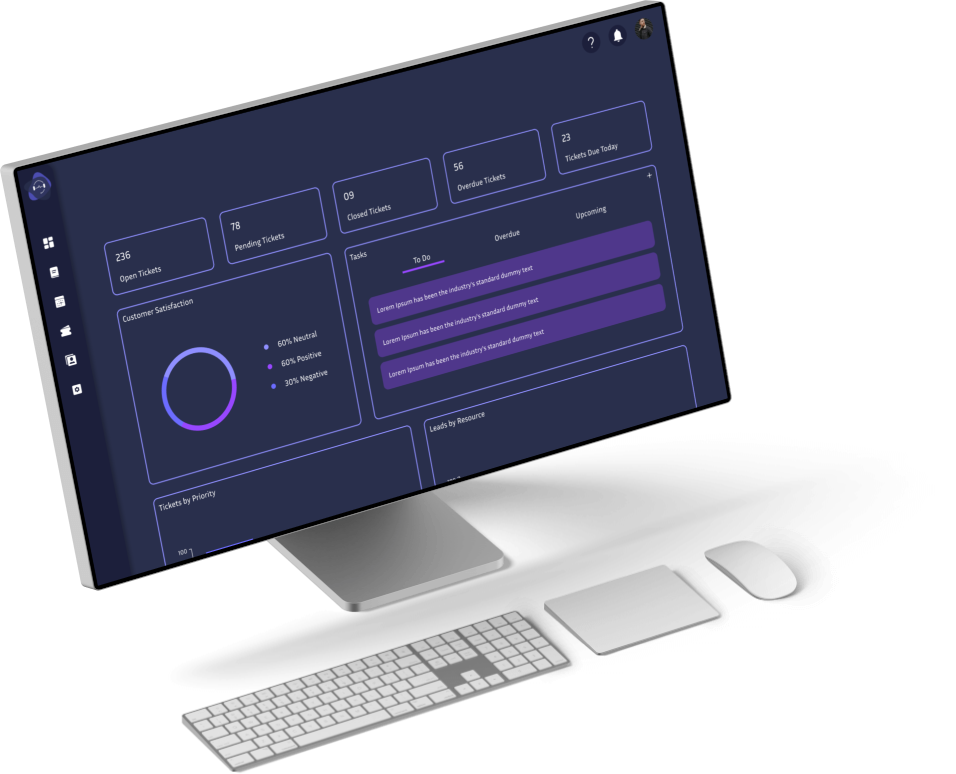 ?
236
Open Tickets
78
Pending Tickets
09
Closed Tickets
56
Overdue Tickets
23
Tickets Due Today
Customer Satisfaction
60% Neutral
60% Positive
30% Negative
Tasks
+
To Do
Overdue
Upcoming
Lorem Ipsum has been the industry's standard dummy text
Lorem Ipsum has been the industry's standard dummy text
Lorem Ipsum has been the industry's standard dummy text
Tickets by Priority
100
Leads by Resource